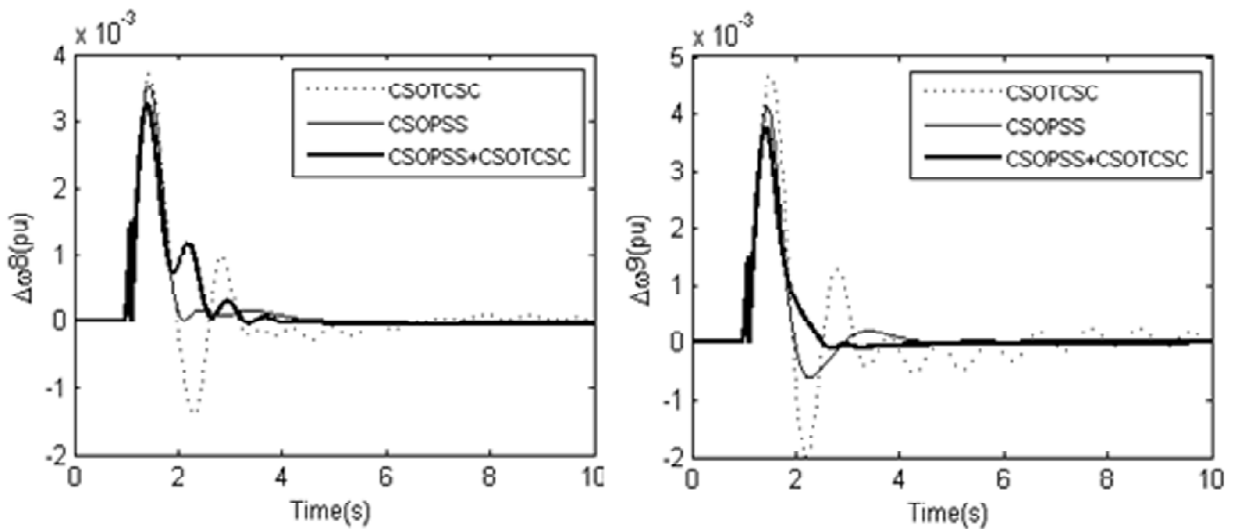 x 10⁻³
4
3
2
1
0
-1
-2
Δω8(pu)
CSOTCSC
CSOPSS
CSOPSS+CSOTCSC
0 2 4 6 8 10
Time(s)
x 10⁻³
5
4
3
2
1
0
-1
-2
Δω9(pu)
CSOTCSC
CSOPSS
CSOPSS+CSOTCSC
0 2 4 6 8 10
Time(s)